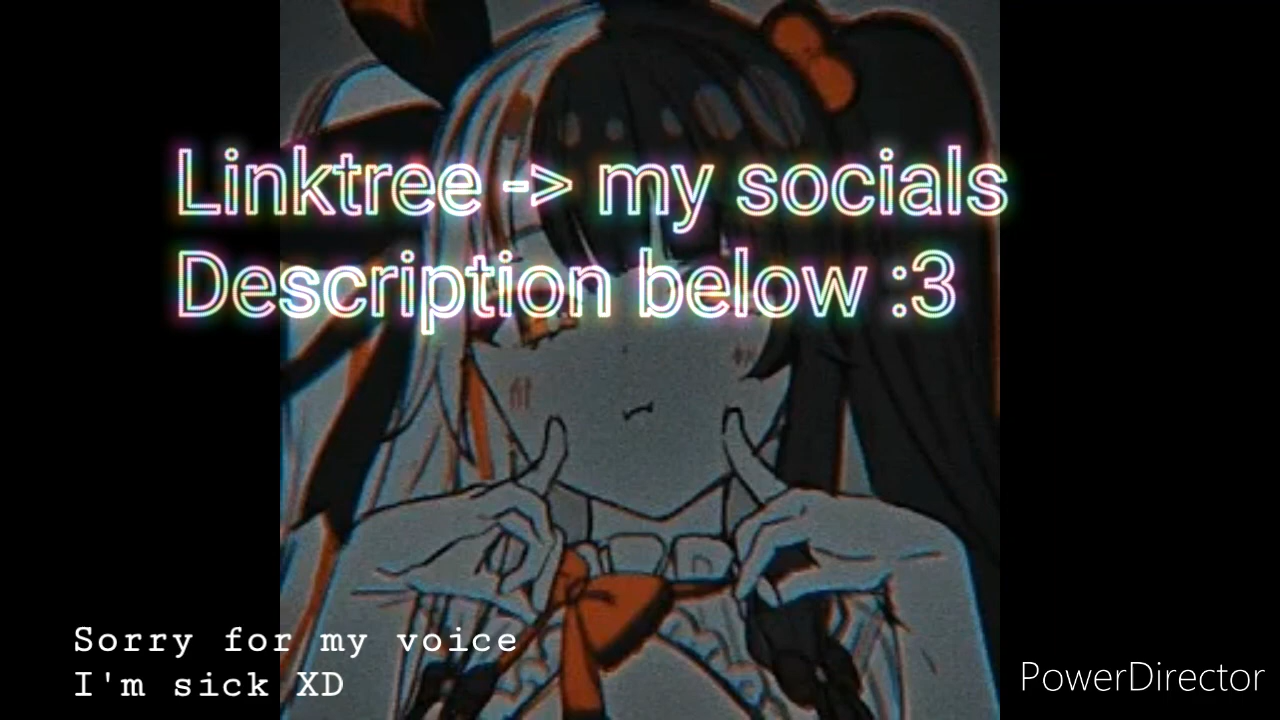 Linktree -> my socials
Description below :3
Sorry for my voice
I'm sick XD
PowerDirector